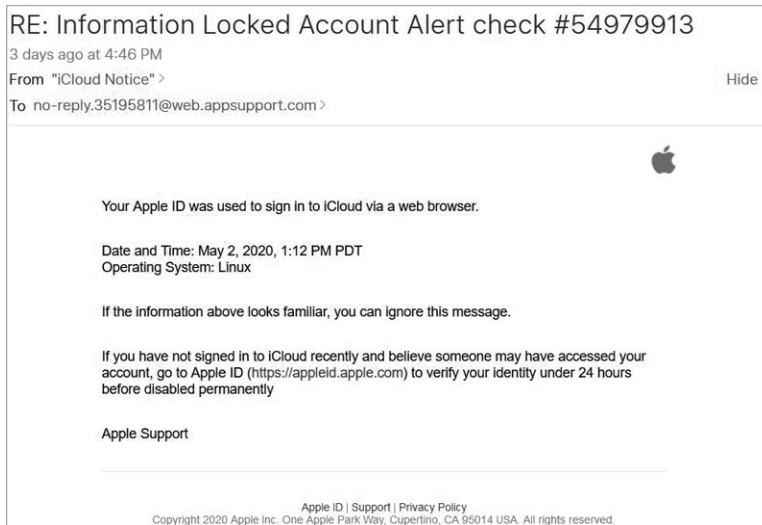 RE: Information Locked Account Alert check #54979913
3 days ago at 4:46 PM
From "iCloud Notice" >
Hide
To no-reply.35195811@web.appsupport.com >
Your Apple ID was used to sign in to iCloud via a web browser.
Date and Time: May 2, 2020, 1:12 PM PDT
Operating System: Linux
If the information above looks familiar, you can ignore this message.
If you have not signed in to iCloud recently and believe someone may have accessed your
account, go to Apple ID (https://appleid.apple.com) to verify your identity under 24 hours
before disabled permanently
Apple Support
Apple ID | Support | Privacy Policy
Copyright 2020 Apple Inc. One Apple Park Way, Cupertino, CA 95014 USA. All rights reserved.